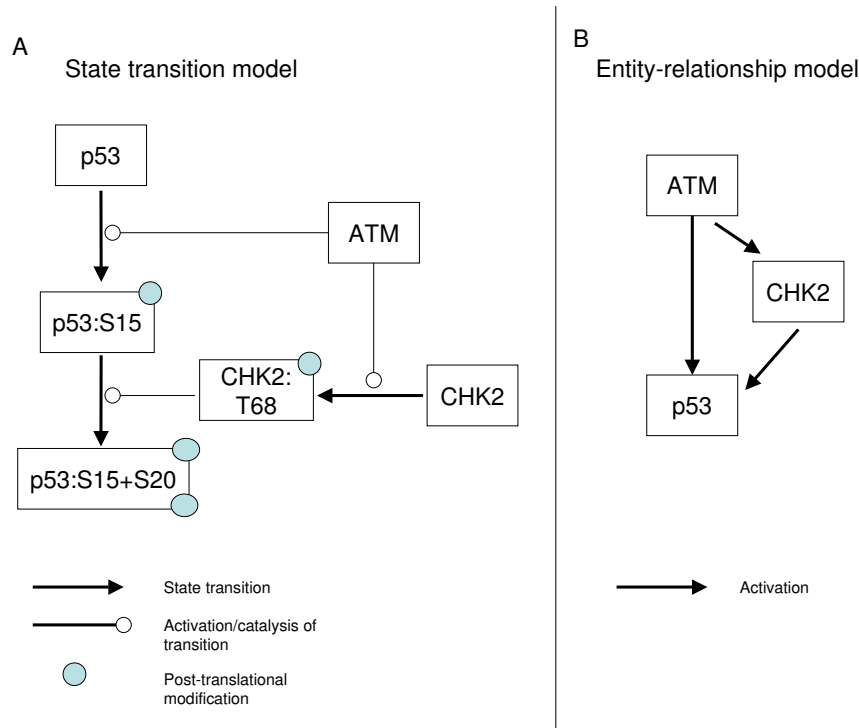 A
State transition model
p53
ATM
p53:S15
CHK2:
T68
CHK2
p53:S15+S20
State transition
Activation/catalysis of
transition
Post-translational
modification
B
Entity-relationship model
ATM
CHK2
p53
Activation